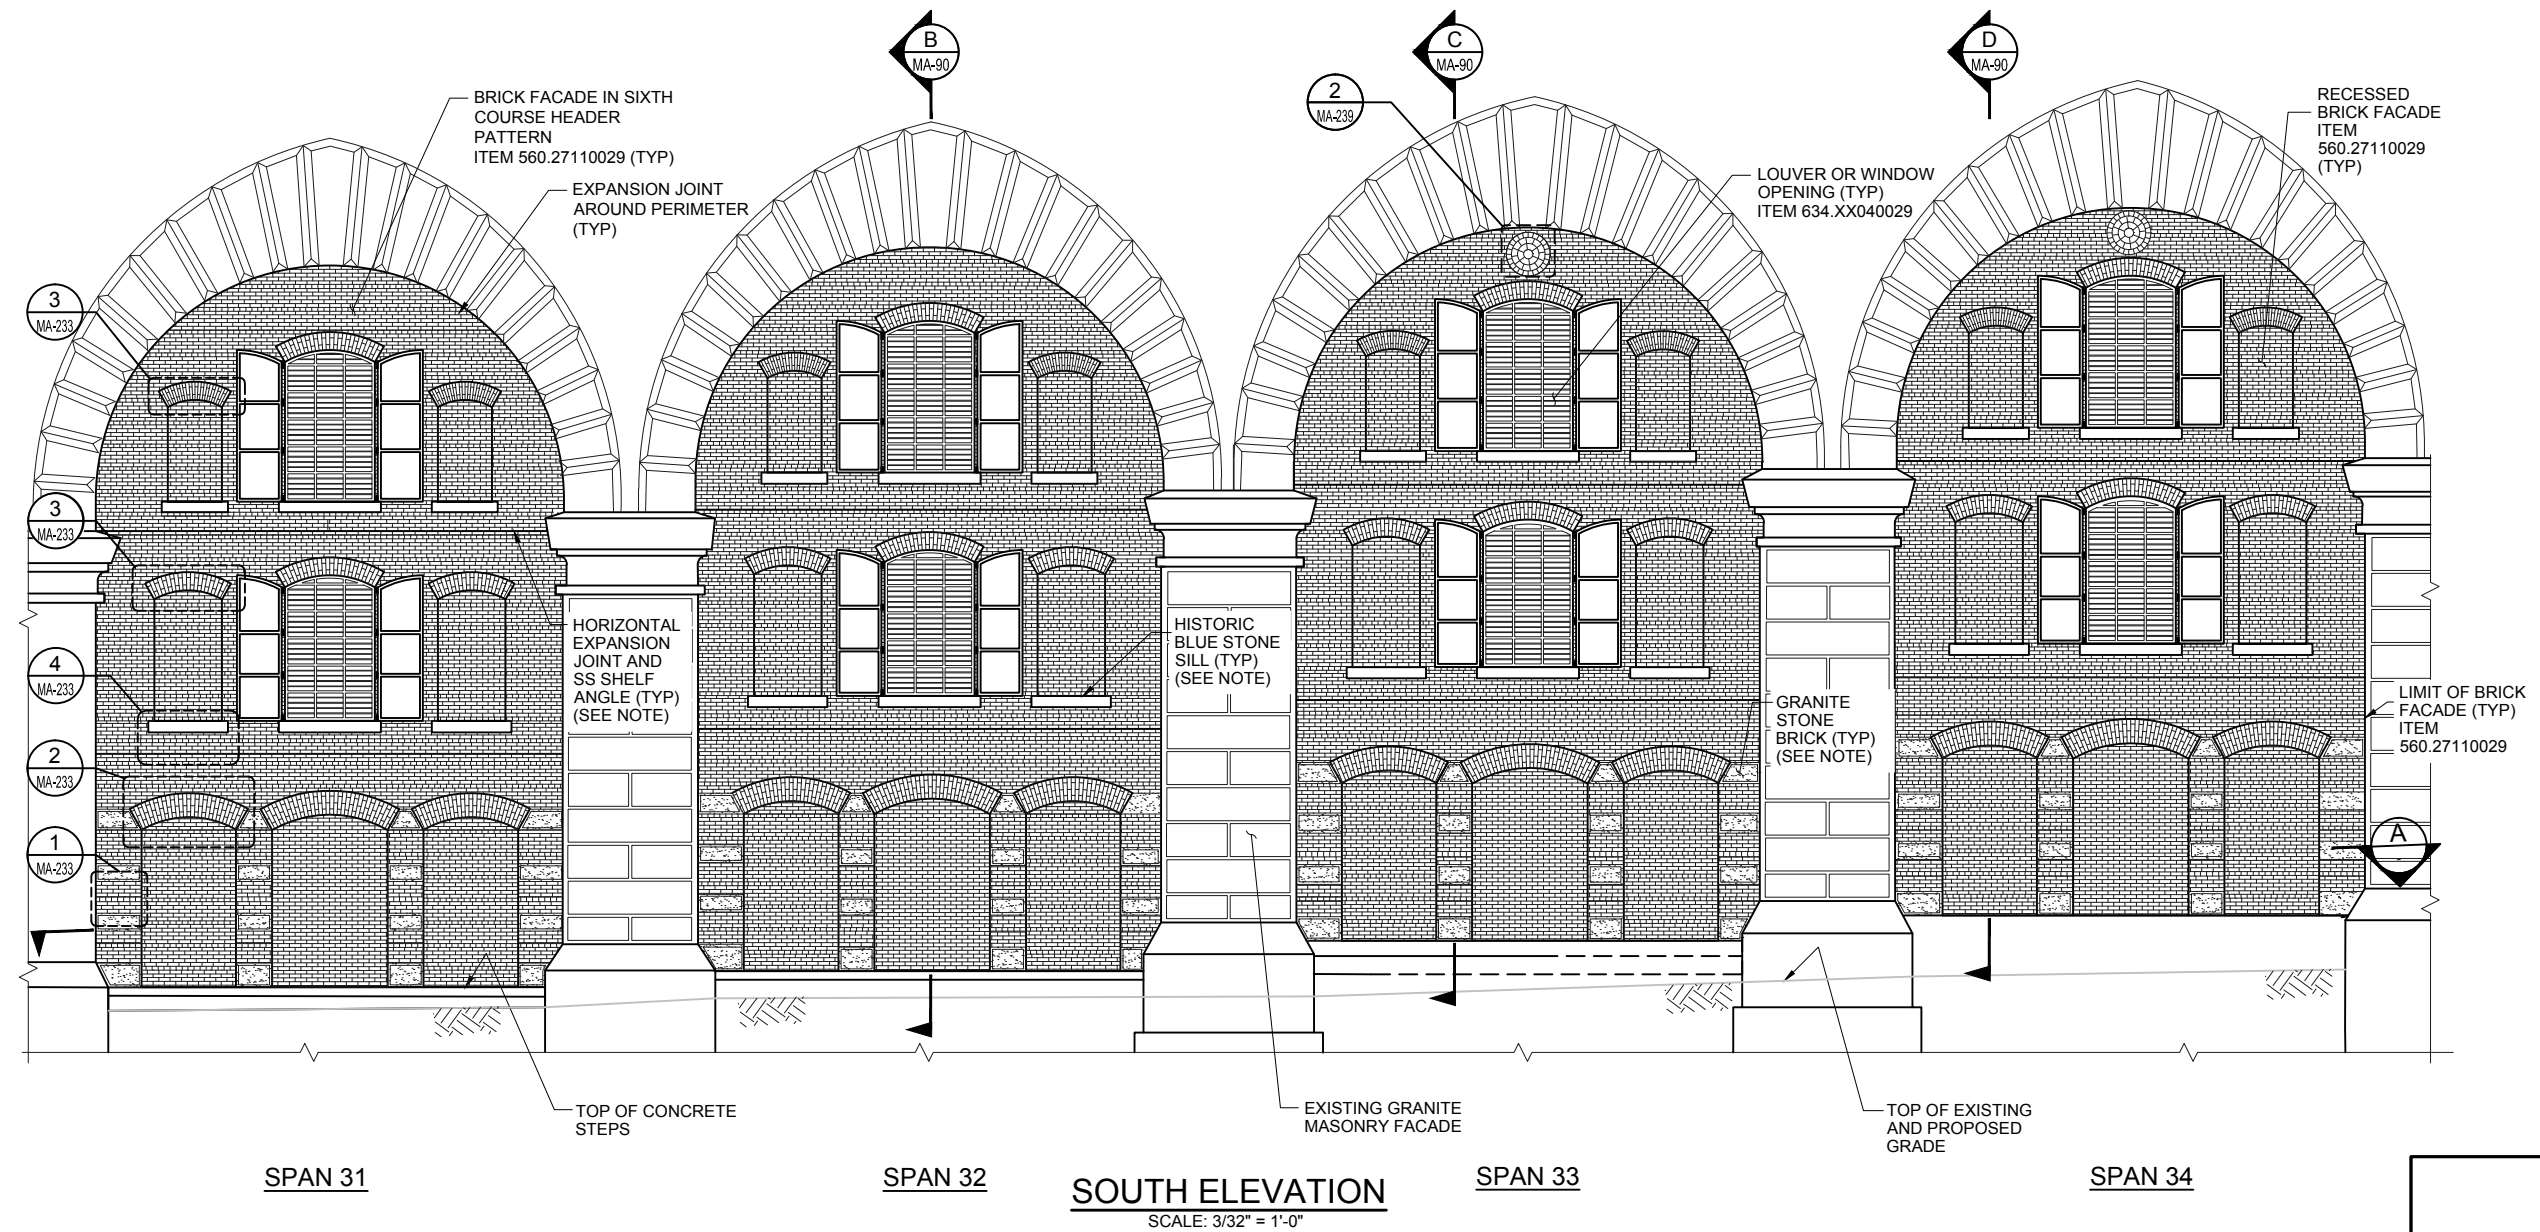 B
MA-90
C
MA-90
D
MA-90
2
MA-239
BRICK FACADE IN SIXTH
COURSE HEADER
PATTERN
ITEM 560.27110029 (TYP)
EXPANSION JOINT
AROUND PERIMETER
(TYP)
LOUVER OR WINDOW
OPENING (TYP)
ITEM 634.XX040029
RECESSED
BRICK FACADE
ITEM
560.27110029
(TYP)
3
MA-233
3
MA-233
4
MA-233
2
MA-233
1
MA-233
HORIZONTAL
EXPANSION
JOINT AND
SS SHELF
ANGLE (TYP)
(SEE NOTE)
HISTORIC
BLUE STONE
SILL (TYP)
(SEE NOTE)
GRANITE
STONE
BRICK (TYP)
(SEE NOTE)
LIMIT OF BRICK
FACADE (TYP)
ITEM
560.27110029
A
TOP OF CONCRETE
STEPS
EXISTING GRANITE
MASONRY FACADE
TOP OF EXISTING
AND PROPOSED
GRADE
SPAN 31
SPAN 32
SPAN 33
SPAN 34
SOUTH ELEVATION
SCALE: 3/32" = 1'-0"